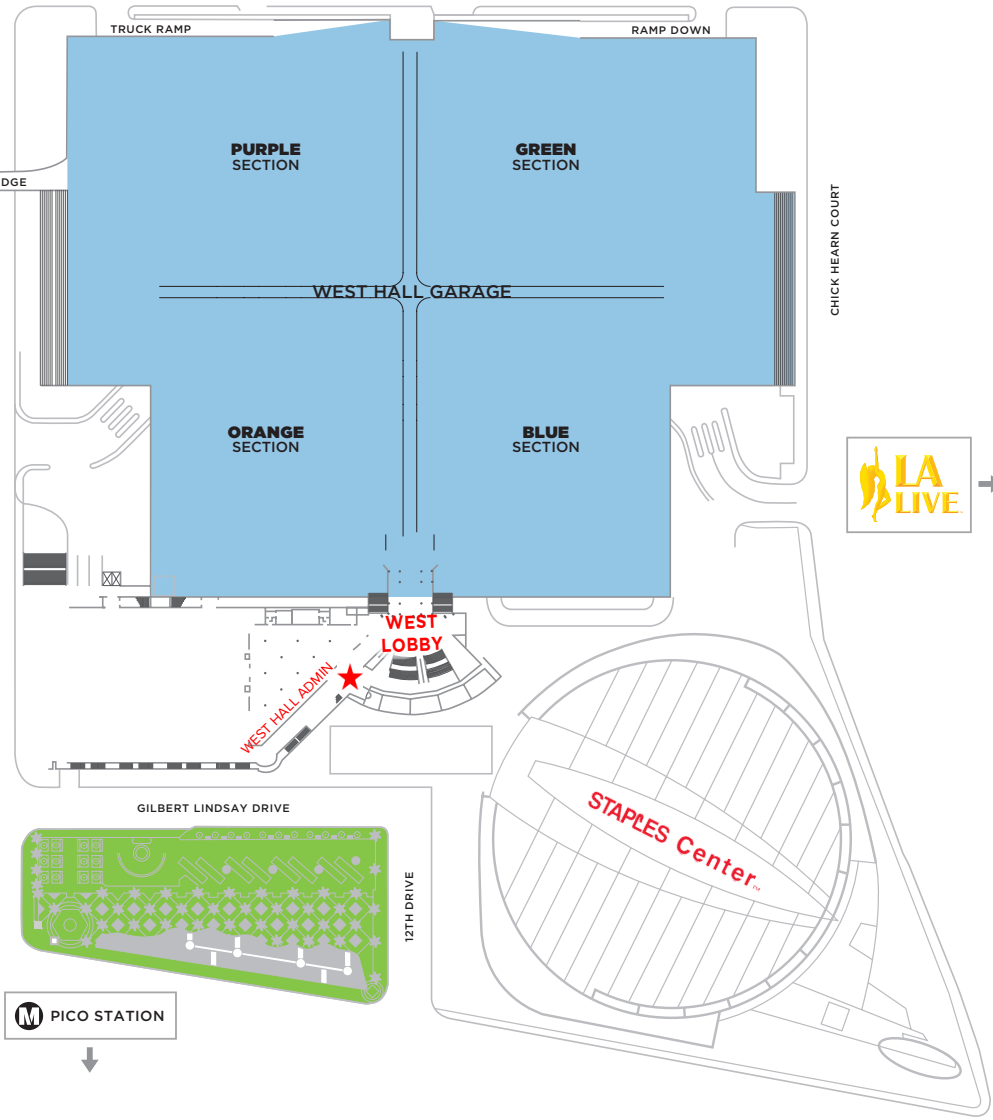 TRUCK RAMP
RAMP DOWN
PURPLE
SECTION
GREEN
SECTION
DGE
CHICK HEARN COURT
WEST HALL GARAGE
ORANGE
SECTION
BLUE
SECTION
LA
LIVE
WEST
LOBBY
WEST HALL ADMIN
STAPLES Center
GILBERT LINDSAY DRIVE
12TH DRIVE
M PICO STATION